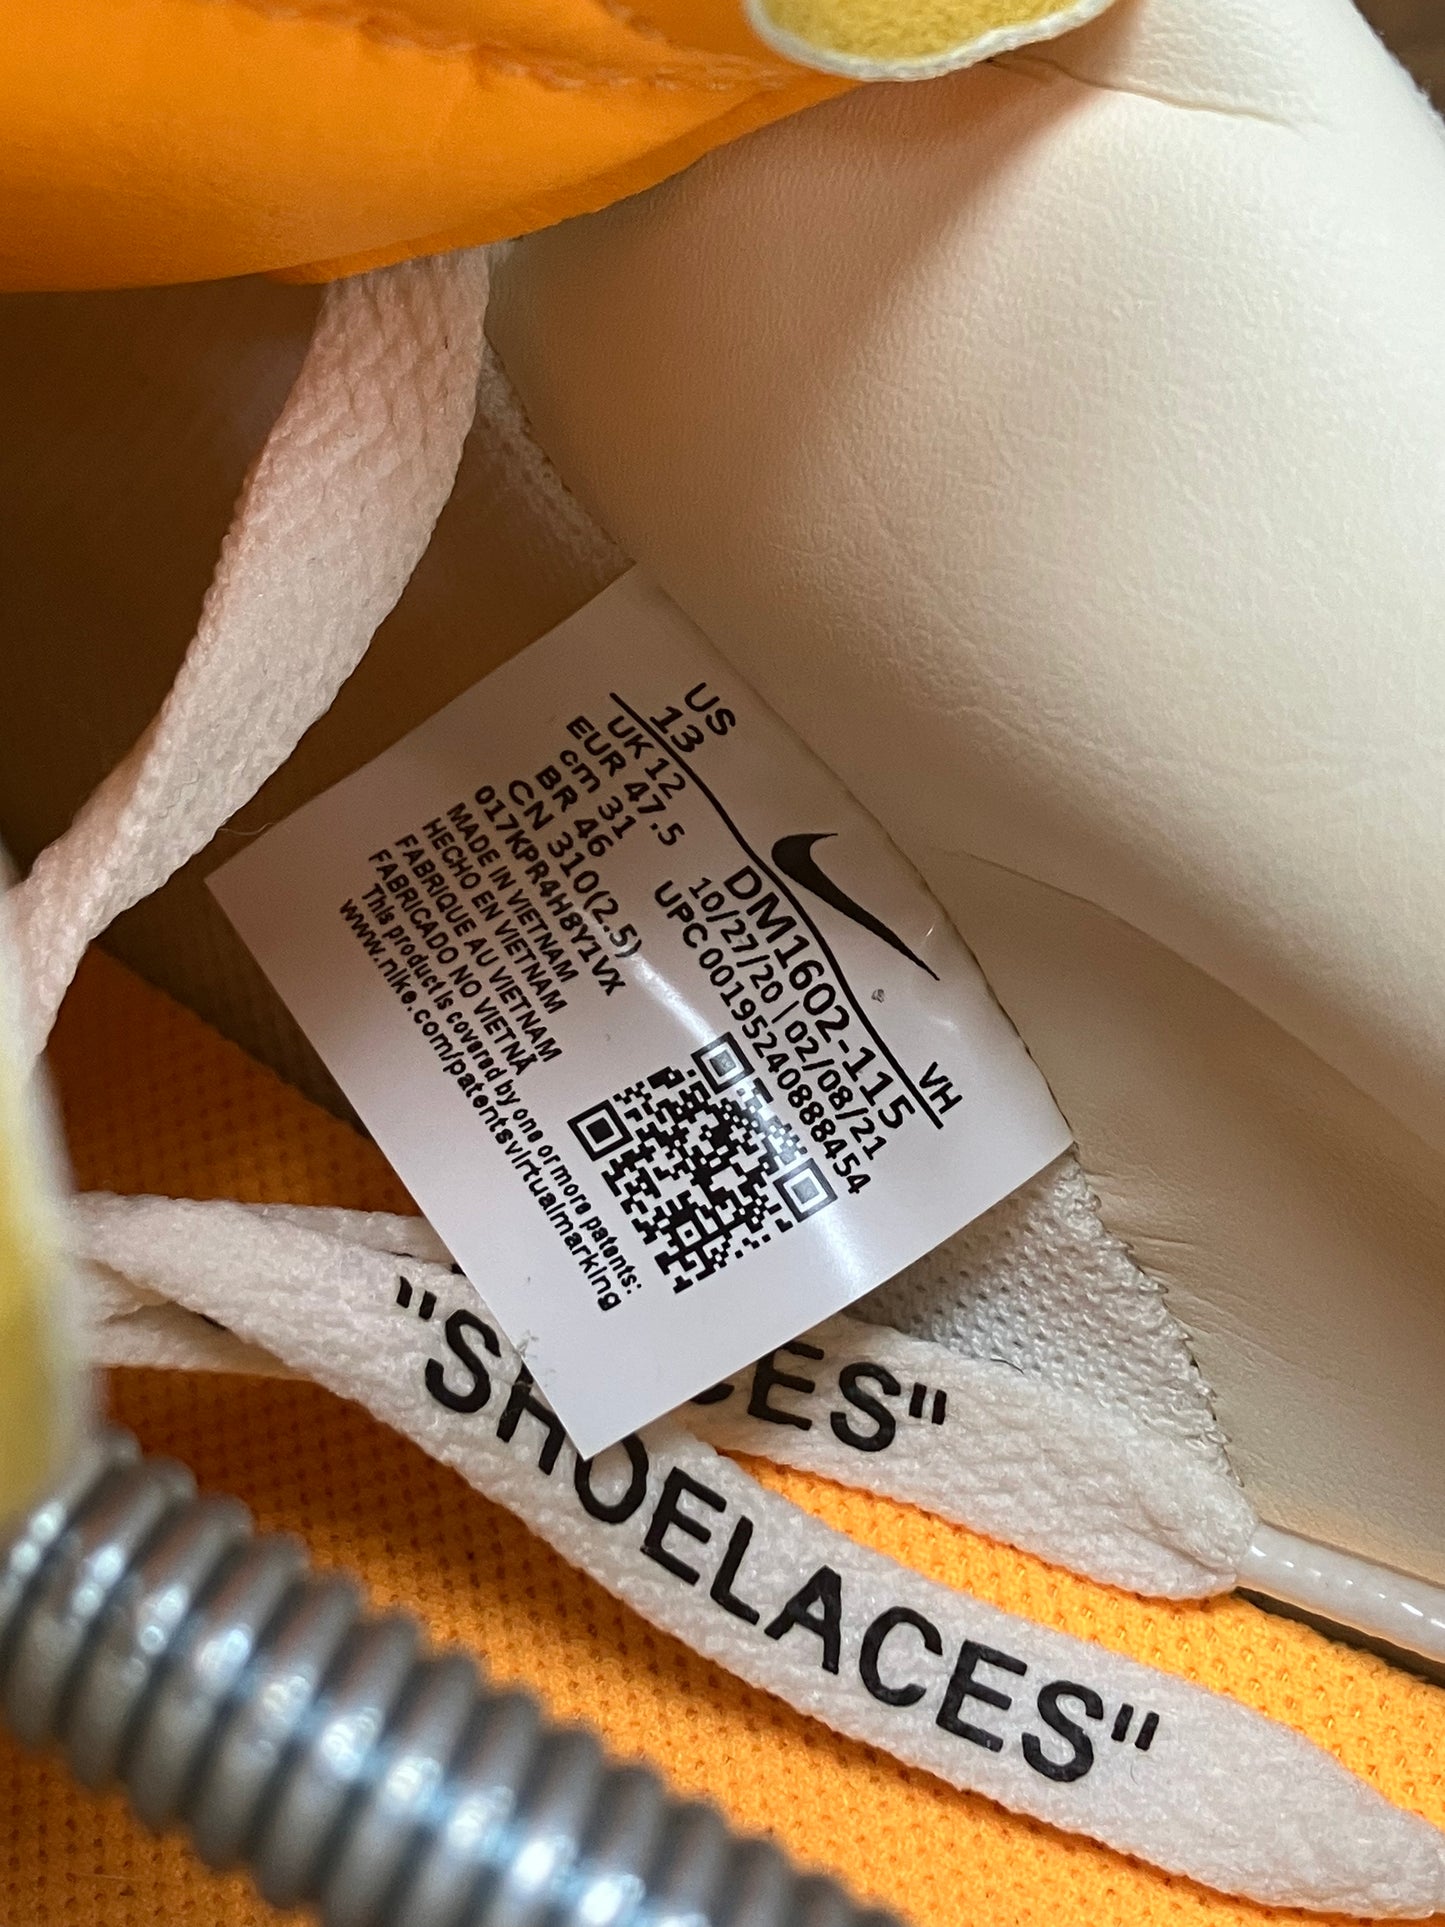 US
13
UK 12
EUR 47.5
cm 31
BR 46
CN 310(2.5)
017KPR4H8Y1VX
MADE IN VIETNAM
HECHO EN VIETNAM
FABRIQUE AU VIETNAM
FABRICADO NO VIETNÃ
This product is covered by one or more patents:
www.nike.com/patentsvirtualmarking
VH
DM1602-115
10/27/20 | 02/08/21
UPC 00195240888454
CES"
"SHOELACES"